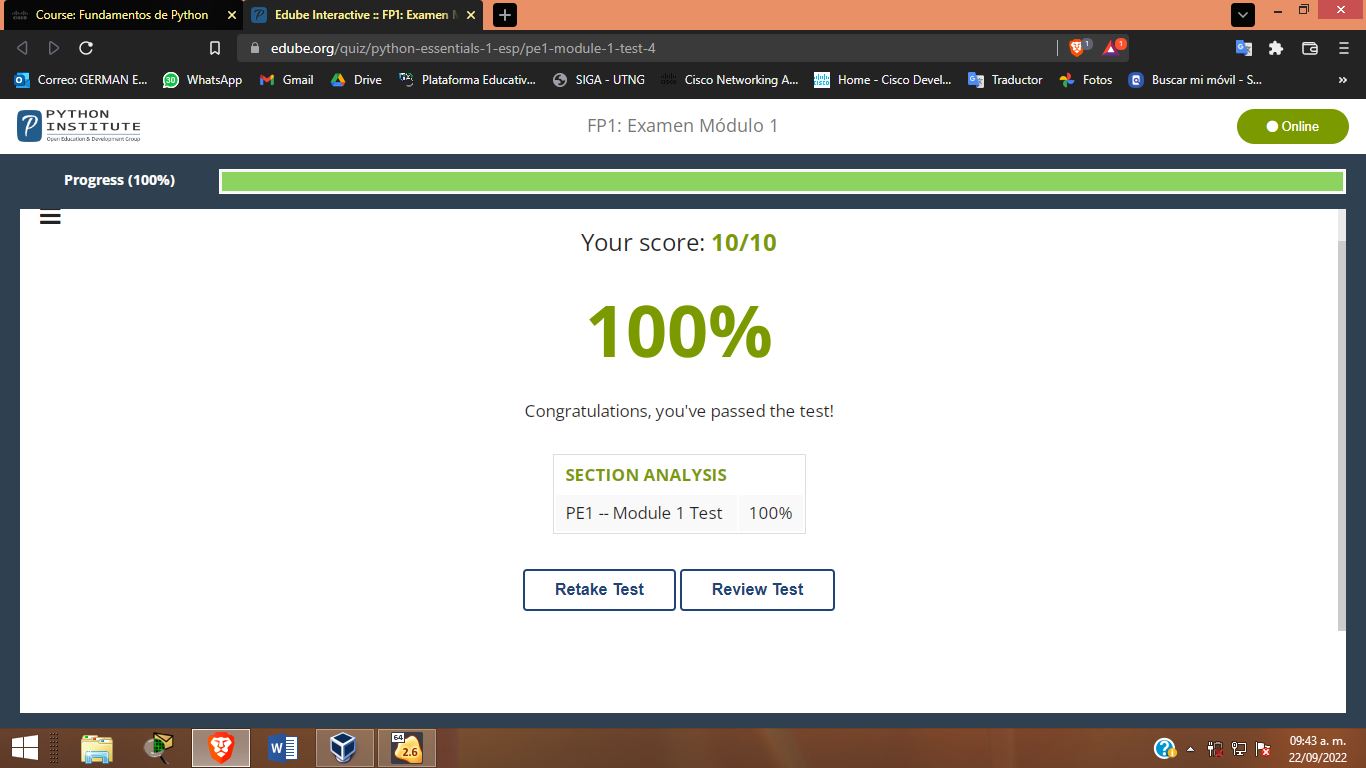 Course: Fundamentos de Python
Edube Interactive :: FP1: Examen M
edube.org/quiz/python-essentials-1-esp/pe1-module-1-test-4
1
1
Correo: GERMAN E...
30
WhatsApp
Gmail
Drive
Plataforma Educativ...
SIGA - UTNG
Cisco Networking A...
Home - Cisco Devel...
Traductor
Fotos
Buscar mi móvil - S...
»
PYTHON
INSTITUTE
Open Education & Development Group
FP1: Examen Módulo 1
Online
Progress (100%)
Your score: 10/10
100%
Congratulations, you've passed the test!
SECTION ANALYSIS
PE1 -- Module 1 Test 100%
Retake Test
Review Test
64
2.6
09:43 a. m.
22/09/2022